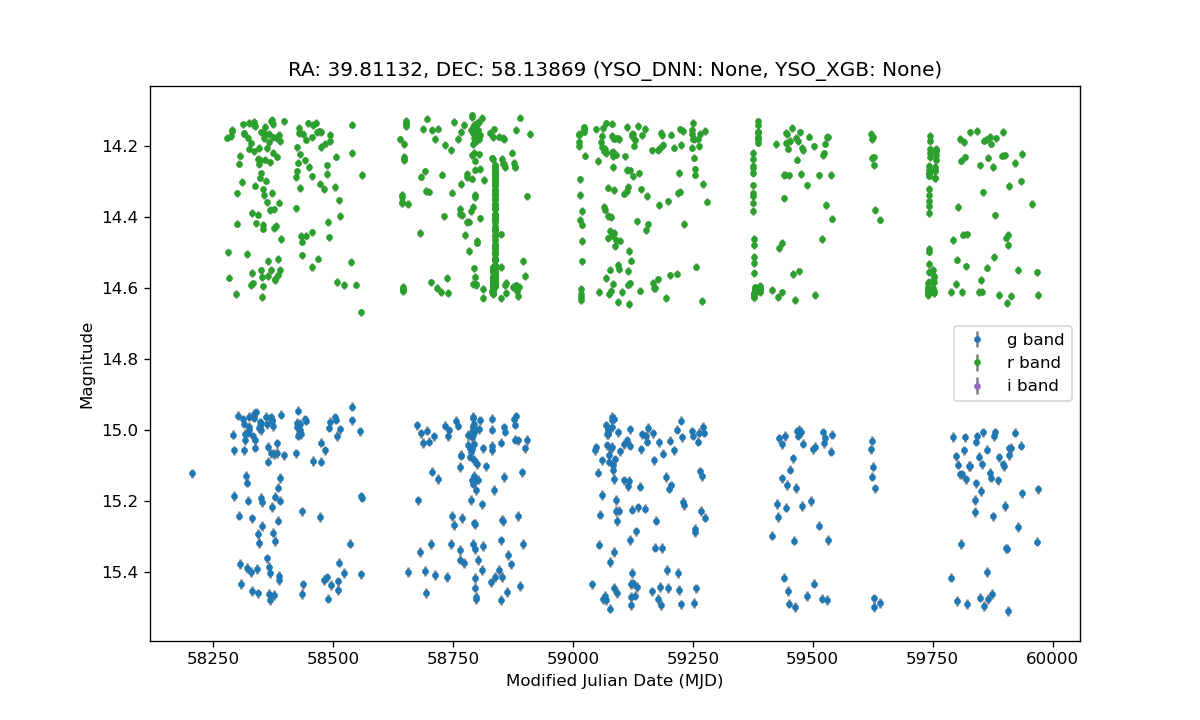 RA: 39.81132, DEC: 58.13869 (YSO_DNN: None, YSO_XGB: None)
14.2
14.4
14.6
14.8
15.0
15.2
15.4
Magnitude
g band
r band
i band
58250 58500 58750 59000 59250 59500 59750 60000
Modified Julian Date (MJD)